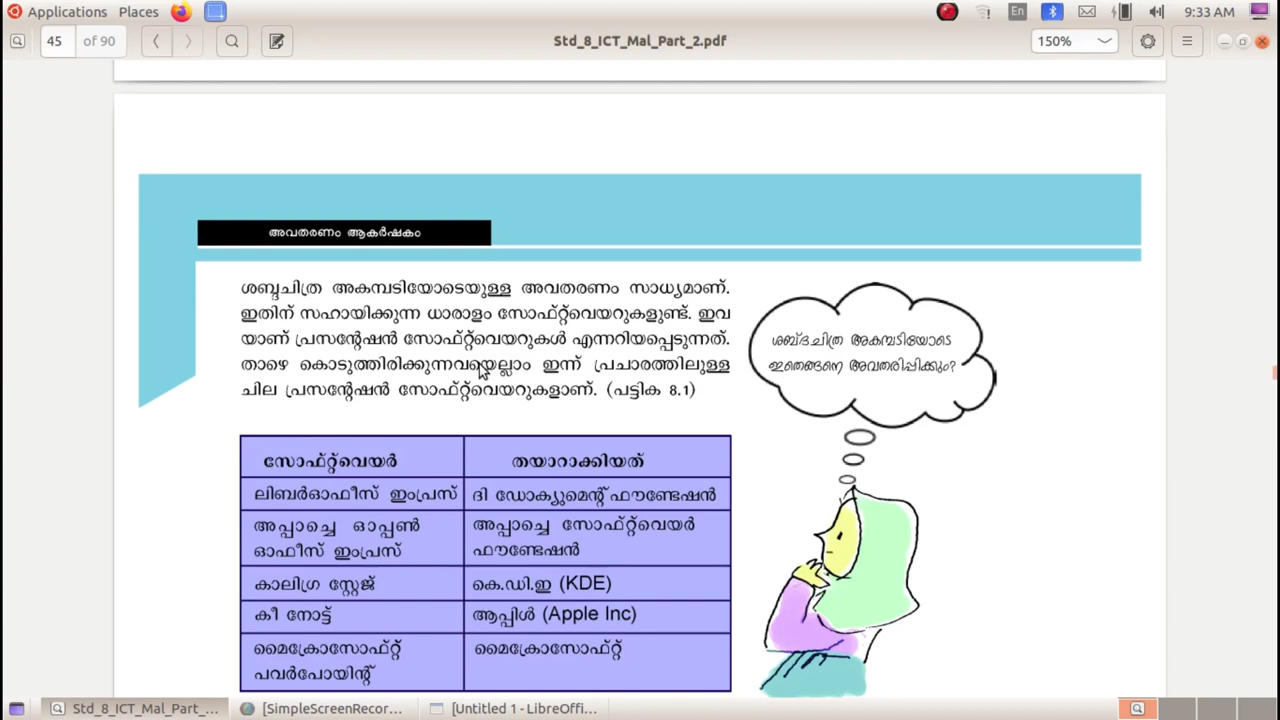 Applications Places En 9:33 AM
45 of 90 Std_8_ICT_Mal_Part_2.pdf 150%
അവതരണം ആകർഷകം
ശബ്ദചിത്ര അകമ്പടിയോടെയുള്ള അവതരണം സാധ്യമാണ്.
ഇതിന് സഹായിക്കുന്ന ധാരാളം സോഫ്റ്റ്‌വെയറുകളുണ്ട്. ഇവ
യാണ് പ്രസന്റേഷൻ സോഫ്റ്റ്‌വെയറുകൾ എന്നറിയപ്പെടുന്നത്.
താഴെ കൊടുത്തിരിക്കുന്നവയെല്ലാം ഇന്ന് പ്രചാരത്തിലുള്ള
ചില പ്രസന്റേഷൻ സോഫ്റ്റ്‌വെയറുകളാണ്. (പട്ടിക 8.1)
ശബ്ദചിത്ര അകമ്പടിയോടെ
ഇതെങ്ങനെ അവതരിപ്പിക്കും?
സോഫ്റ്റ്‌വെയർ തയാറാക്കിയത്
ലിബർഓഫീസ് ഇംപ്രസ് ദി ഡോക്യുമെന്റ് ഫൗണ്ടേഷൻ
അപ്പാച്ചെ ഓപ്പൺ അപ്പാച്ചെ സോഫ്റ്റ്‌വെയർ
ഓഫീസ് ഇംപ്രസ് ഫൗണ്ടേഷൻ
കാലിഗ്ര സ്റ്റേജ് കെ.ഡി.ഇ (KDE)
കീ നോട്ട് ആപ്പിൾ (Apple Inc)
മൈക്രോസോഫ്റ്റ് മൈക്രോസോഫ്റ്റ്
പവർപോയിന്റ്
Std_8_ICT_Mal_Part_... [SimpleScreenRecor... [Untitled 1 - LibreOffi...